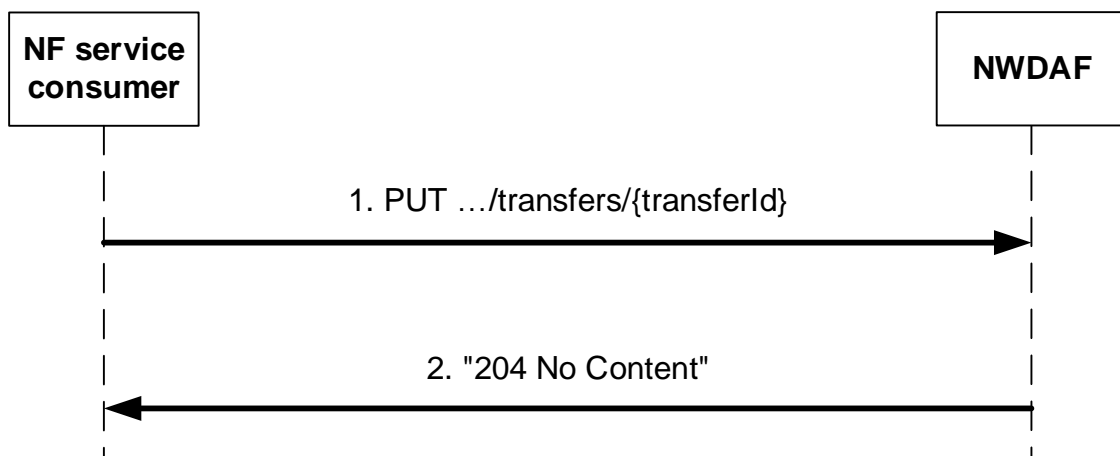 NF service
consumer
NWDAF
1. PUT …/transfers/{transferId}
2. "204 No Content"